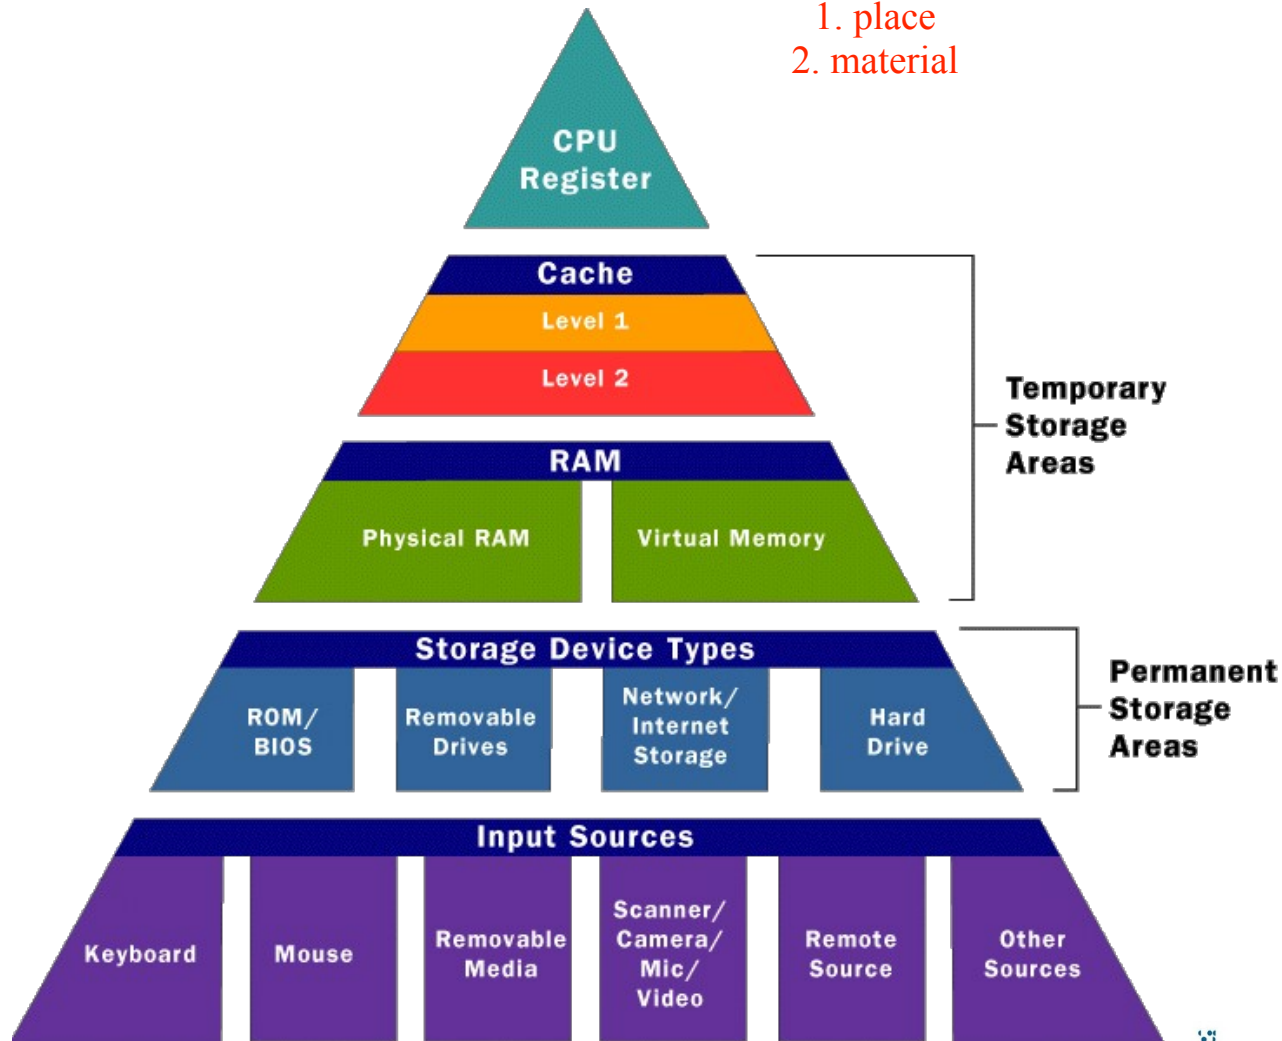 1. place
2. material
CPU
Register
Cache
Level 1
Level 2
Temporary
Storage
Areas
RAM
Physical RAM
Virtual Memory
Storage Device Types
ROM/
BIOS
Removable
Drives
Network/
Internet
Storage
Hard
Drive
Permanent
Storage
Areas
Input Sources
Keyboard
Mouse
Removable
Media
Scanner/
Camera/
Mic/
Video
Remote
Source
Other
Sources